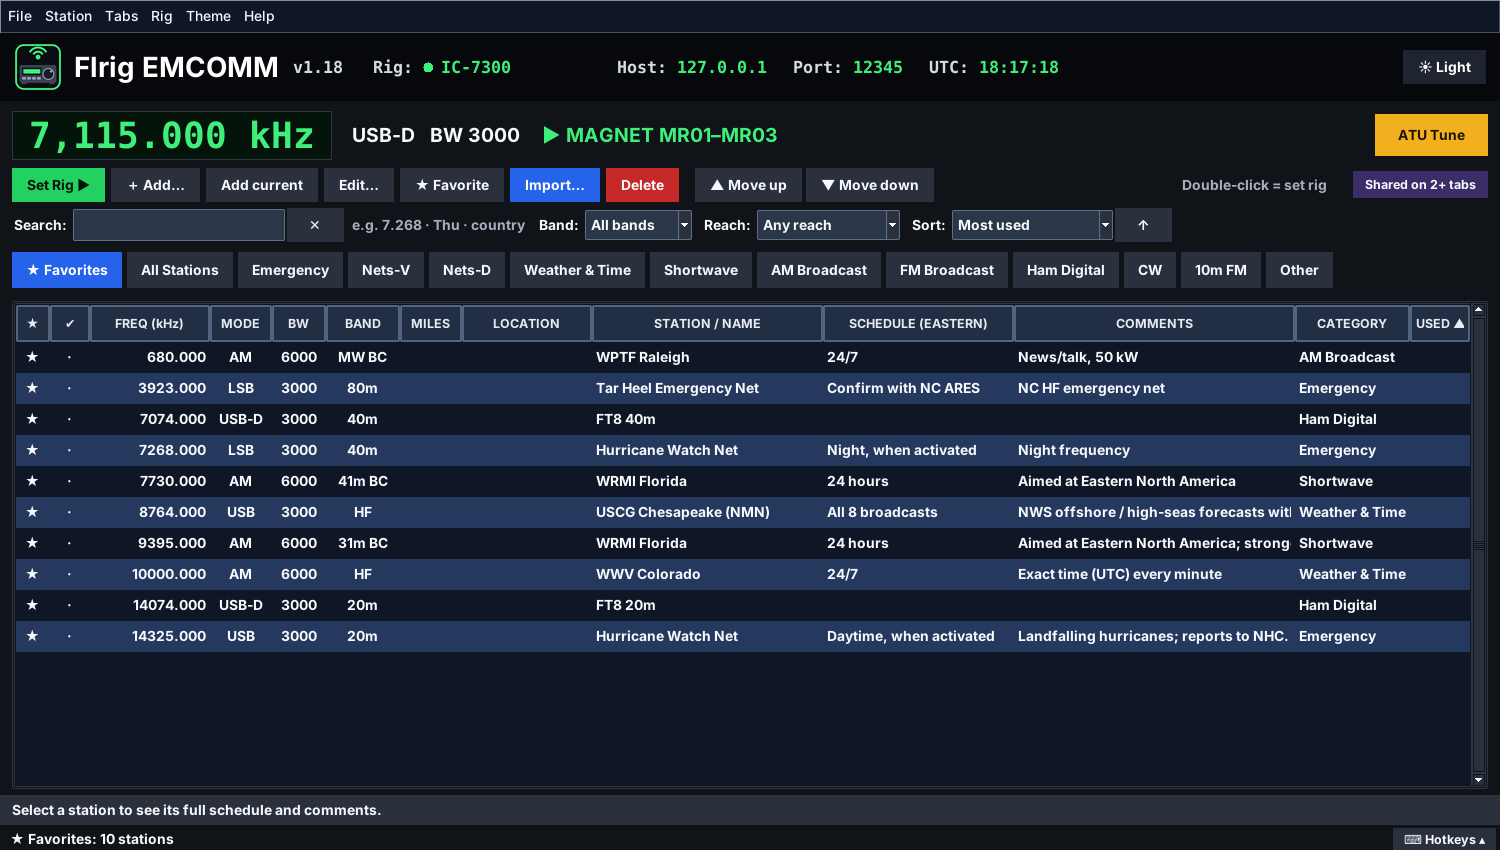 File Station Tabs Rig Theme Help
FIrig EMCOMM v1.18 Rig: IC-7300 Host: 127.0.0.1 Port: 12345 UTC: 18:17:18 ☀ Light
7,115.000 kHz USB-D BW 3000 ▶ MAGNET MR01–MR03 ATU Tune
Set Rig ▶ + Add... Add current Edit... ★ Favorite Import... Delete ▲ Move up ▼ Move down Double-click = set rig Shared on 2+ tabs
Search: ✕ e.g. 7.268 · Thu · country Band: All bands Reach: Any reach Sort: Most used ↑
★ Favorites All Stations Emergency Nets-V Nets-D Weather & Time Shortwave AM Broadcast FM Broadcast Ham Digital CW 10m FM Other
★ ✔ FREQ (kHz) MODE BW BAND MILES LOCATION STATION / NAME SCHEDULE (EASTERN) COMMENTS CATEGORY USED ▲
★ · 680.000 AM 6000 MW BC WPTF Raleigh 24/7 News/talk, 50 kW AM Broadcast
★ · 3923.000 LSB 3000 80m Tar Heel Emergency Net Confirm with NC ARES NC HF emergency net Emergency
★ · 7074.000 USB-D 3000 40m FT8 40m Ham Digital
★ · 7268.000 LSB 3000 40m Hurricane Watch Net Night, when activated Night frequency Emergency
★ · 7730.000 AM 6000 41m BC WRMI Florida 24 hours Aimed at Eastern North America Shortwave
★ · 8764.000 USB 3000 HF USCG Chesapeake (NMN) All 8 broadcasts NWS offshore / high-seas forecasts with Weather & Time
★ · 9395.000 AM 6000 31m BC WRMI Florida 24 hours Aimed at Eastern North America; strong Shortwave
★ · 10000.000 AM 6000 HF WWV Colorado 24/7 Exact time (UTC) every minute Weather & Time
★ · 14074.000 USB-D 3000 20m FT8 20m Ham Digital
★ · 14325.000 USB 3000 20m Hurricane Watch Net Daytime, when activated Landfalling hurricanes; reports to NHC. Emergency
Select a station to see its full schedule and comments.
★ Favorites: 10 stations ⌨ Hotkeys ▴